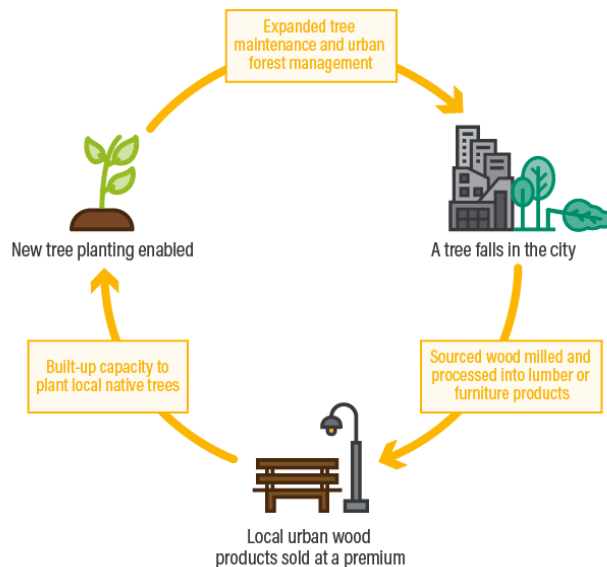 Expanded tree
maintenance and urban
forest management
New tree planting enabled
A tree falls in the city
Built-up capacity to
plant local native trees
Sourced wood milled and
processed into lumber or
furniture products
Local urban wood
products sold at a premium